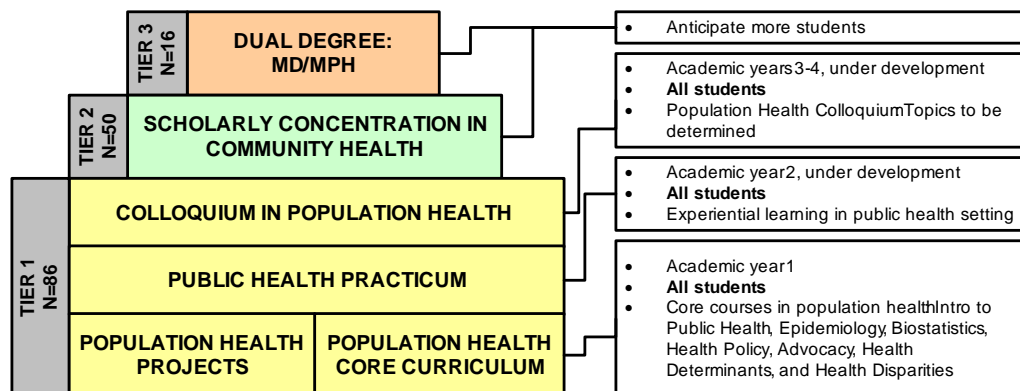 TIER 3
N=16
DUAL DEGREE:
MD/MPH
• Anticipate more students
TIER 2
N=50
SCHOLARLY CONCENTRATION IN
COMMUNITY HEALTH
• Academic years3-4, under development
• All students
• Population Health ColloquiumTopics to be
determined
TIER 1
N=86
COLLOQUIUM IN POPULATION HEALTH
• Academic year2, under development
• All students
• Experiential learning in public health setting
PUBLIC HEALTH PRACTICUM
POPULATION HEALTH
PROJECTS
POPULATION HEALTH
CORE CURRICULUM
• Academic year1
• All students
• Core courses in population healthIntro to
Public Health, Epidemiology, Biostatistics,
Health Policy, Advocacy, Health
Determinants, and Health Disparities